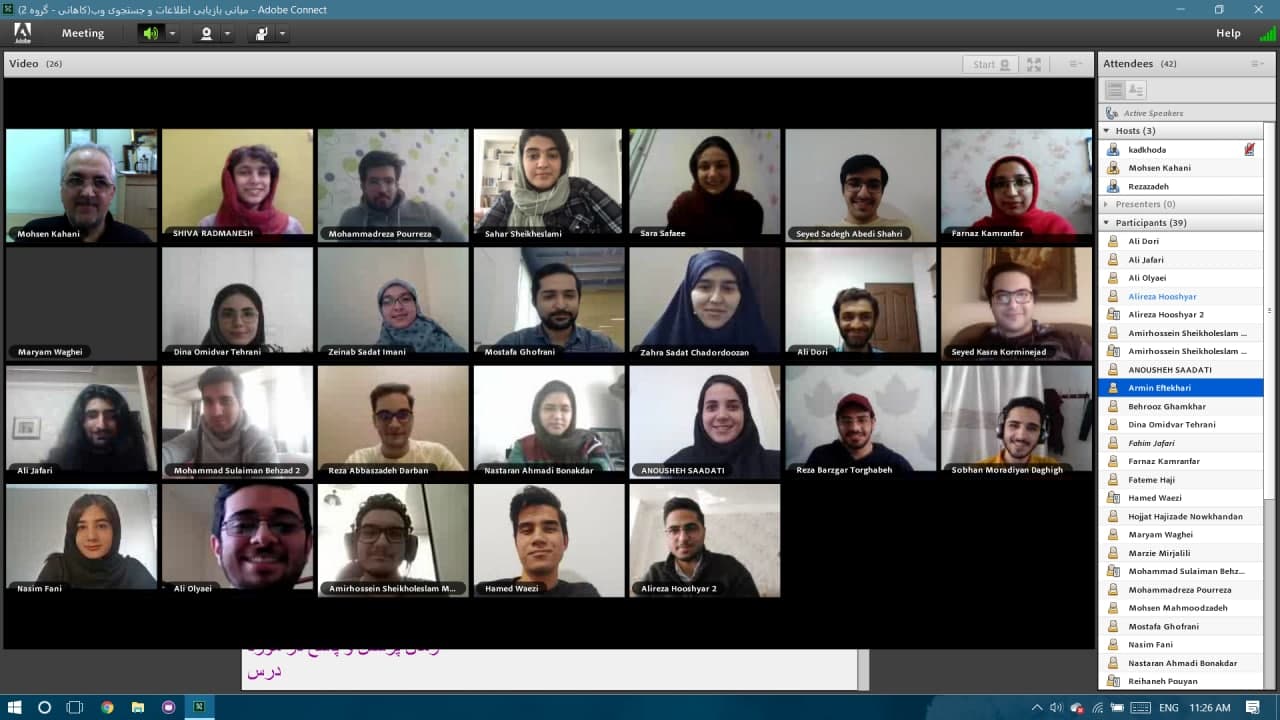 مبانی بازیابی اطلاعات و جستجوی وب(کاهانی - گروه 2) - Adobe Connect
Adobe
Meeting
Help
Video (26)
Start
Attendees (42)
Active Speakers
Hosts (3)
kadkhoda
Mohsen Kahani
Rezazadeh
Presenters (0)
Participants (39)
Ali Dori
Ali Jafari
Ali Olyaei
Alireza Hooshyar
Alireza Hooshyar 2
Amirhossein Sheikholeslam ...
Amirhossein Sheikholeslam ...
ANOUSHEH SAADATI
Armin Eftekhari
Behrooz Ghamkhar
Dina Omidvar Tehrani
Fahim Jafari
Farnaz Kamranfar
Fateme Haji
Hamed Waezi
Hojjat Hajizade Nowkhandan
Maryam Waghei
Marzie Mirjalili
Mohammad Sulaiman Behz...
Mohammadreza Pourreza
Mohsen Mahmoodzadeh
Mostafa Ghofrani
Nasim Fani
Nastaran Ahmadi Bonakdar
Reihaneh Pouyan
Mohsen Kahani
SHIVA RADMANESH
Mohammadreza Pourreza
Sahar Sheikheslami
Sara Safaee
Seyed Sadegh Abedi Shahri
Farnaz Kamranfar
Maryam Waghei
Dina Omidvar Tehrani
Zeinab Sadat Imani
Mostafa Ghofrani
Zahra Sadat Chadordoozan
Ali Dori
Seyed Kasra Korminejad
Ali Jafari
Mohammad Sulaiman Behzad 2
Reza Abbaszadeh Darban
Nastaran Ahmadi Bonakdar
ANOUSHEH SAADATI
Reza Barzgar Torghabeh
Sobhan Moradiyan Daghigh
Nasim Fani
Ali Olyaei
Amirhossein Sheikholeslam M...
Hamed Waezi
Alireza Hooshyar 2
درس
ENG
11:26 AM